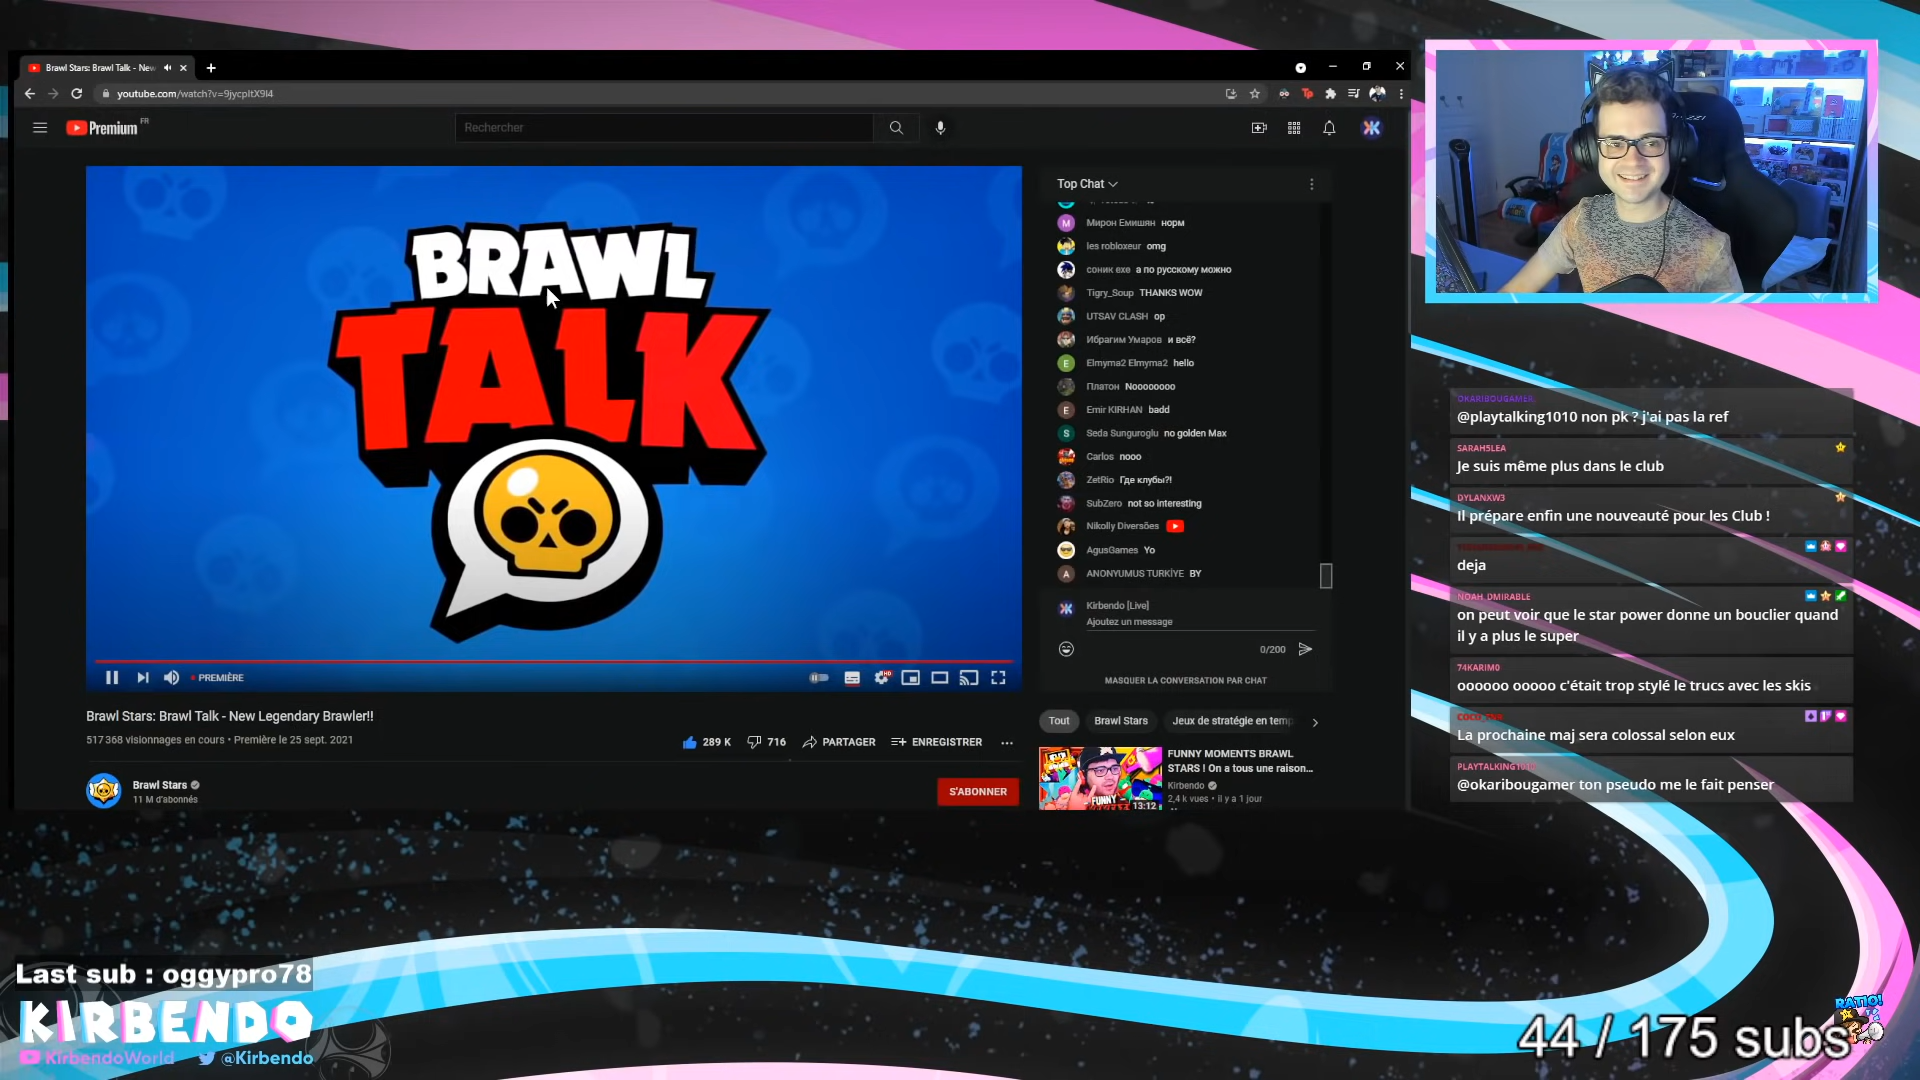 Brawl Stars: Brawl Talk - New
youtube.com/watch?v=9jycpItX9I4
Premium FR
Rechercher
BRAWL
TALK
PREMIÈRE
Brawl Stars: Brawl Talk - New Legendary Brawler!!
517 368 visionnages en cours • Première le 25 sept. 2021
289 K
716
PARTAGER
ENREGISTRER
Brawl Stars
11 M d'abonnés
S'ABONNER
Top Chat
Мирон Емишян норм
les robloxeur omg
соник exe а по русскому можно
Tigry_Soup THANKS WOW
UTSAV CLASH op
Ибрагим Умаров и всё?
Elmyma2 Elmyma2 hello
Платон Noooooooo
Emir KIRHAN badd
Seda Sunguroglu no golden Max
Carlos nooo
ZetRio Где клубы?!
SubZero not so interesting
Nikolly Diversões
AgusGames Yo
ANONYUMUS TURKİYE BY
Kirbendo [Live]
Ajoutez un message
0/200
MASQUER LA CONVERSATION PAR CHAT
Tout
Brawl Stars
Jeux de stratégie en temp
FUNNY MOMENTS BRAWL
STARS ! On a tous une raison...
Kirbendo
2,4 k vues • il y a 1 jour
FUNNY
13:12
OKARIBOUGAMER
@playtalking1010 non pk ? j'ai pas la ref
SARAH5LEA
Je suis même plus dans le club
DYLANXW3
Il prépare enfin une nouveauté pour les Club !
deja
NOAH_DMIRABLE
on peut voir que le star power donne un bouclier quand
il y a plus le super
74KARIM0
oooooo ooooo c'était trop stylé le trucs avec les skis
La prochaine maj sera colossal selon eux
PLAYTALKING1010
@okaribougamer ton pseudo me le fait penser
Last sub : oggypro78
KIRBENDO
KirbendoWorld
@Kirbendo
RATIO!
44 / 175 subs